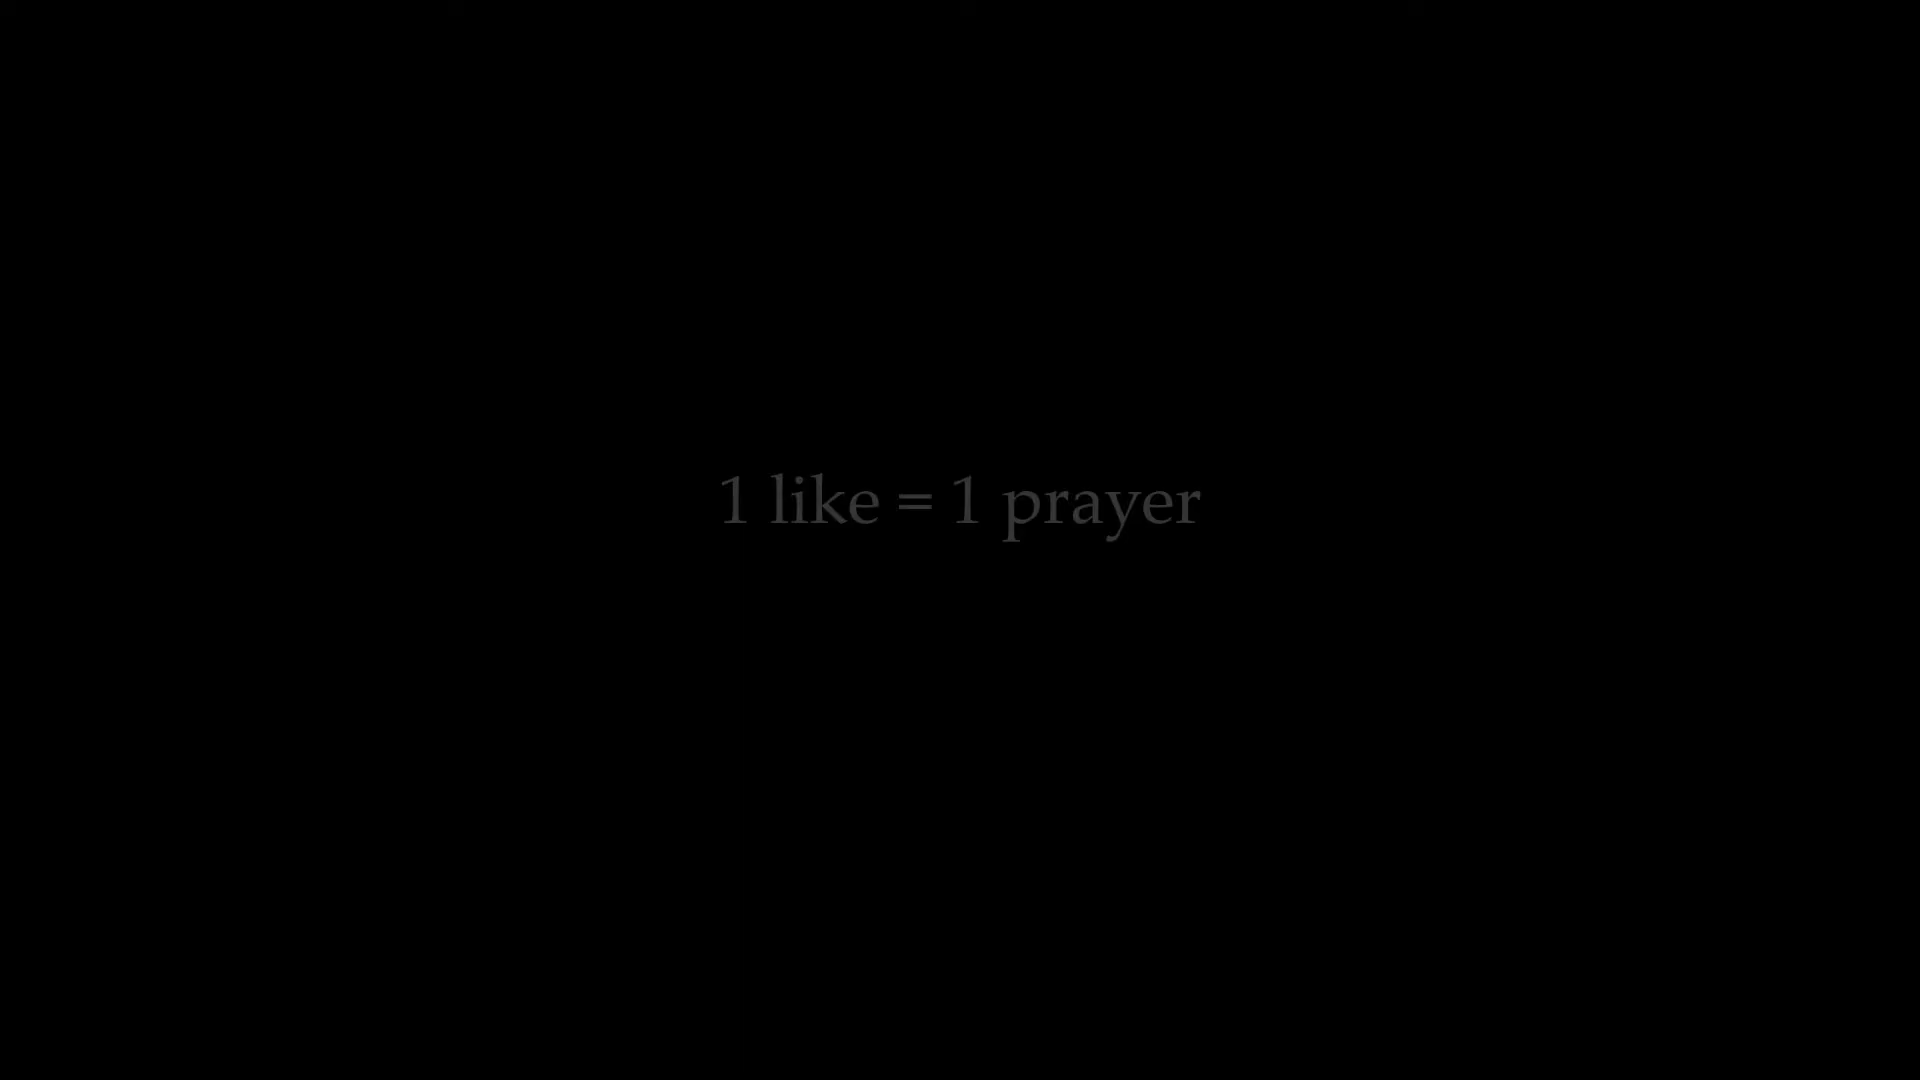 1 like = 1 prayer